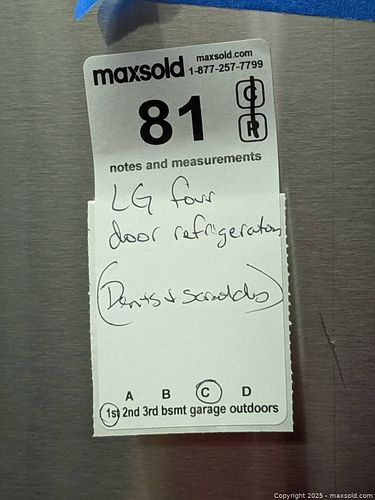 maxsold
maxsold.com
1-877-257-7799
81
C
R
notes and measurements
LG four
door refrigerator
(Dents & scratches)
A B C D
1st 2nd 3rd bsmt garage outdoors
Copyright 2025 - maxsold.com